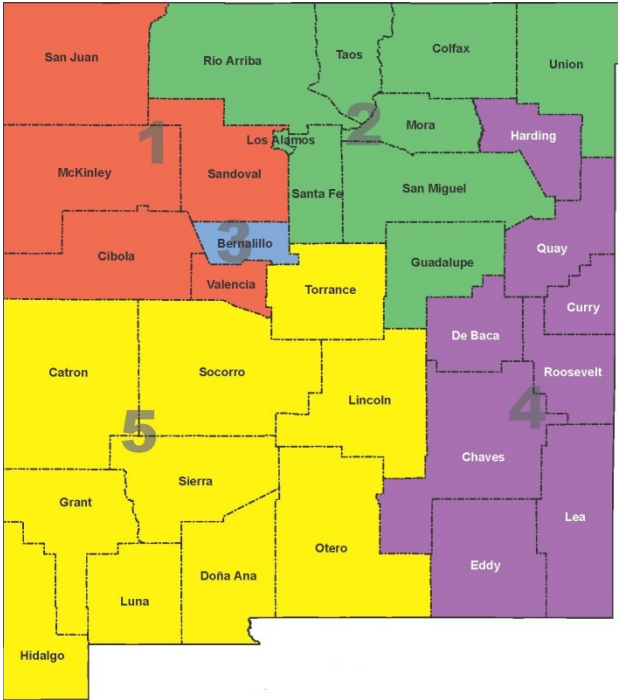 San Juan
Rio Arriba
Taos
Colfax
Union
1
2
Mora
Harding
Los Alamos
McKinley
Sandoval
Santa Fe
San Miguel
3
Bernalillo
Quay
Cibola
Guadalupe
Valencia
Torrance
Curry
De Baca
Catron
Socorro
Roosevelt
Lincoln
4
5
Chaves
Sierra
Grant
Lea
Otero
Eddy
Doña Ana
Luna
Hidalgo